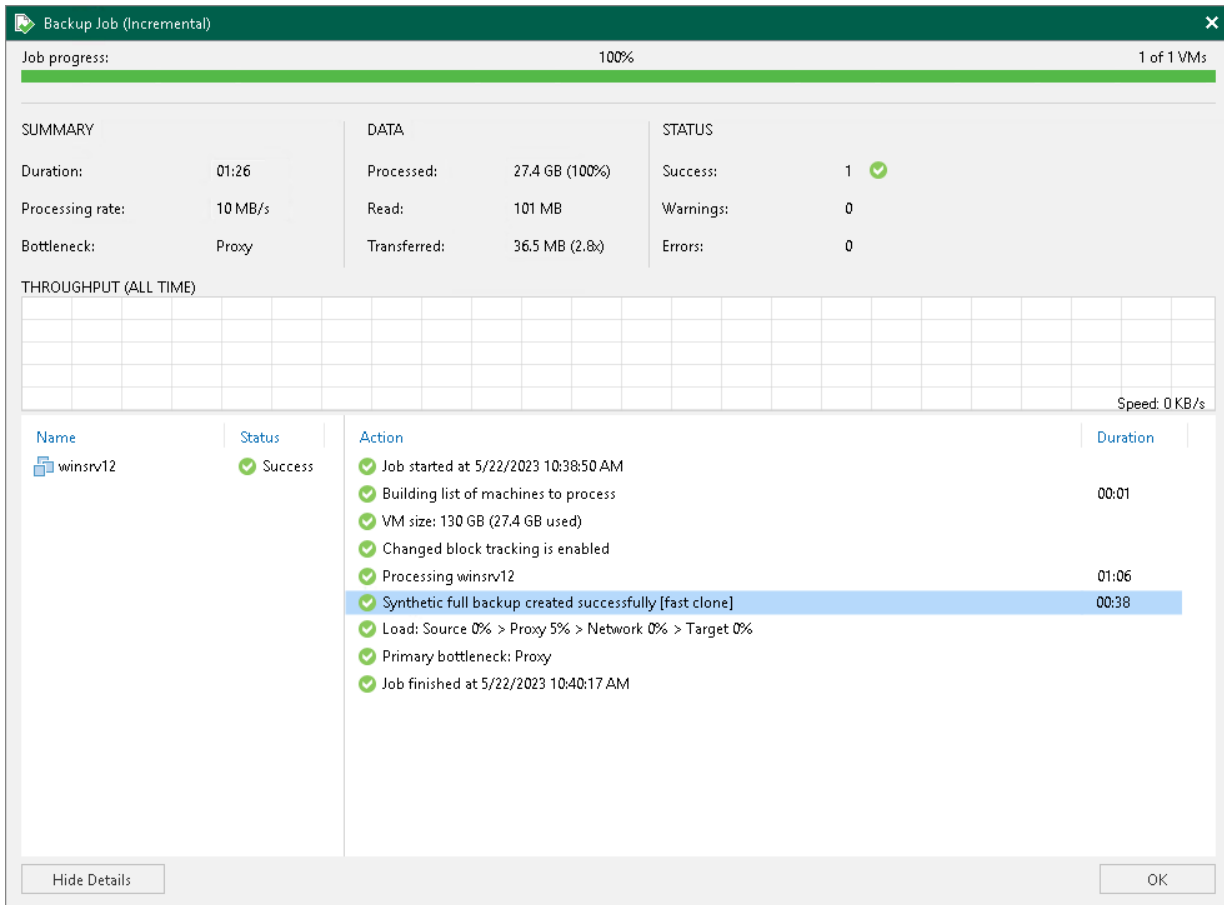 Backup Job (Incremental)
Job progress: 100% 1 of 1 VMs
SUMMARY DATA STATUS
Duration: 01:26 Processed: 27.4 GB (100%) Success: 1
Processing rate: 10 MB/s Read: 101 MB Warnings: 0
Bottleneck: Proxy Transferred: 36.5 MB (2.8x) Errors: 0
THROUGHPUT (ALL TIME)
Speed: 0 KB/s
Name Status Action Duration
winsrv12 Success Job started at 5/22/2023 10:38:50 AM
Building list of machines to process 00:01
VM size: 130 GB (27.4 GB used)
Changed block tracking is enabled
Processing winsrv12 01:06
Synthetic full backup created successfully [fast clone] 00:38
Load: Source 0% > Proxy 5% > Network 0% > Target 0%
Primary bottleneck: Proxy
Job finished at 5/22/2023 10:40:17 AM
Hide Details OK